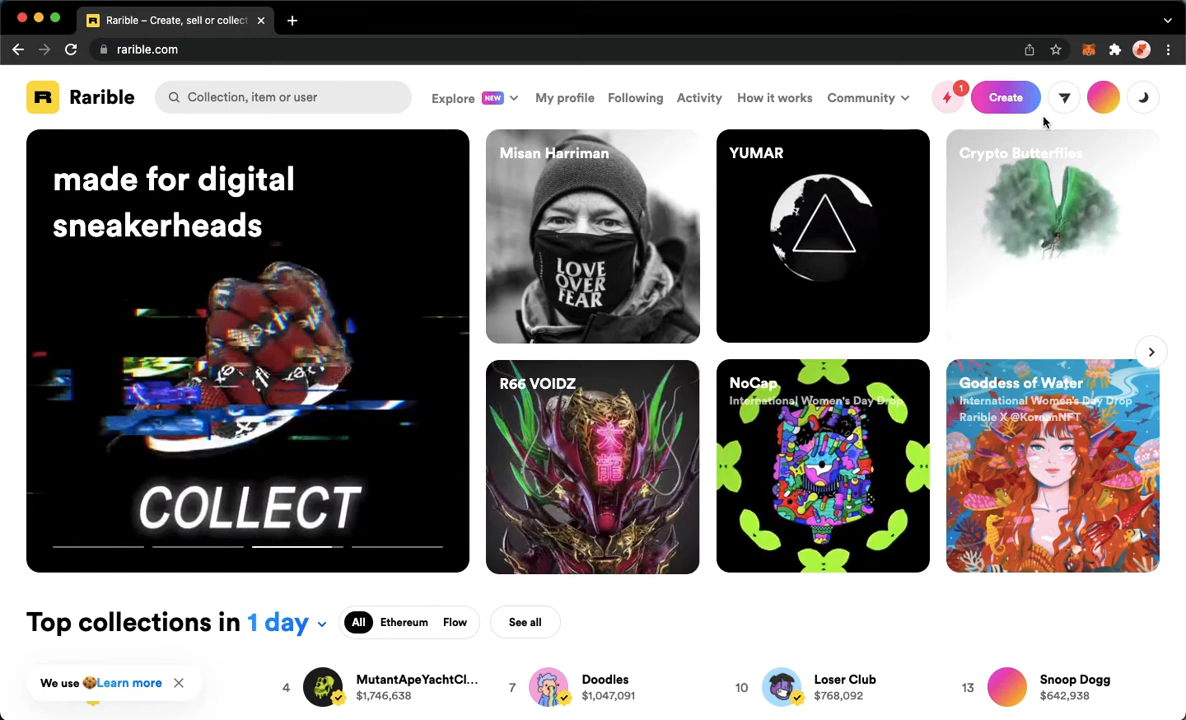 Rarible – Create, sell or collect
rarible.com
Rarible
Collection, item or user
Explore NEW
My profile
Following
Activity
How it works
Community
1
Create
made for digital
sneakerheads
COLLECT
Misan Harriman
LOVE
OVER
FEAR
YUMAR
Crypto Butterflies
R66 VOIDZ
NoCap
International Women's Day Drop
Goddess of Water
International Women's Day Drop
Rarible X @KoreanNFT
Top collections in 1 day
All
Ethereum
Flow
See all
We use 🍪Learn more
4
MutantApeYachtCl...
$1,746,638
7
Doodles
$1,047,091
10
Loser Club
$768,092
13
Snoop Dogg
$642,938